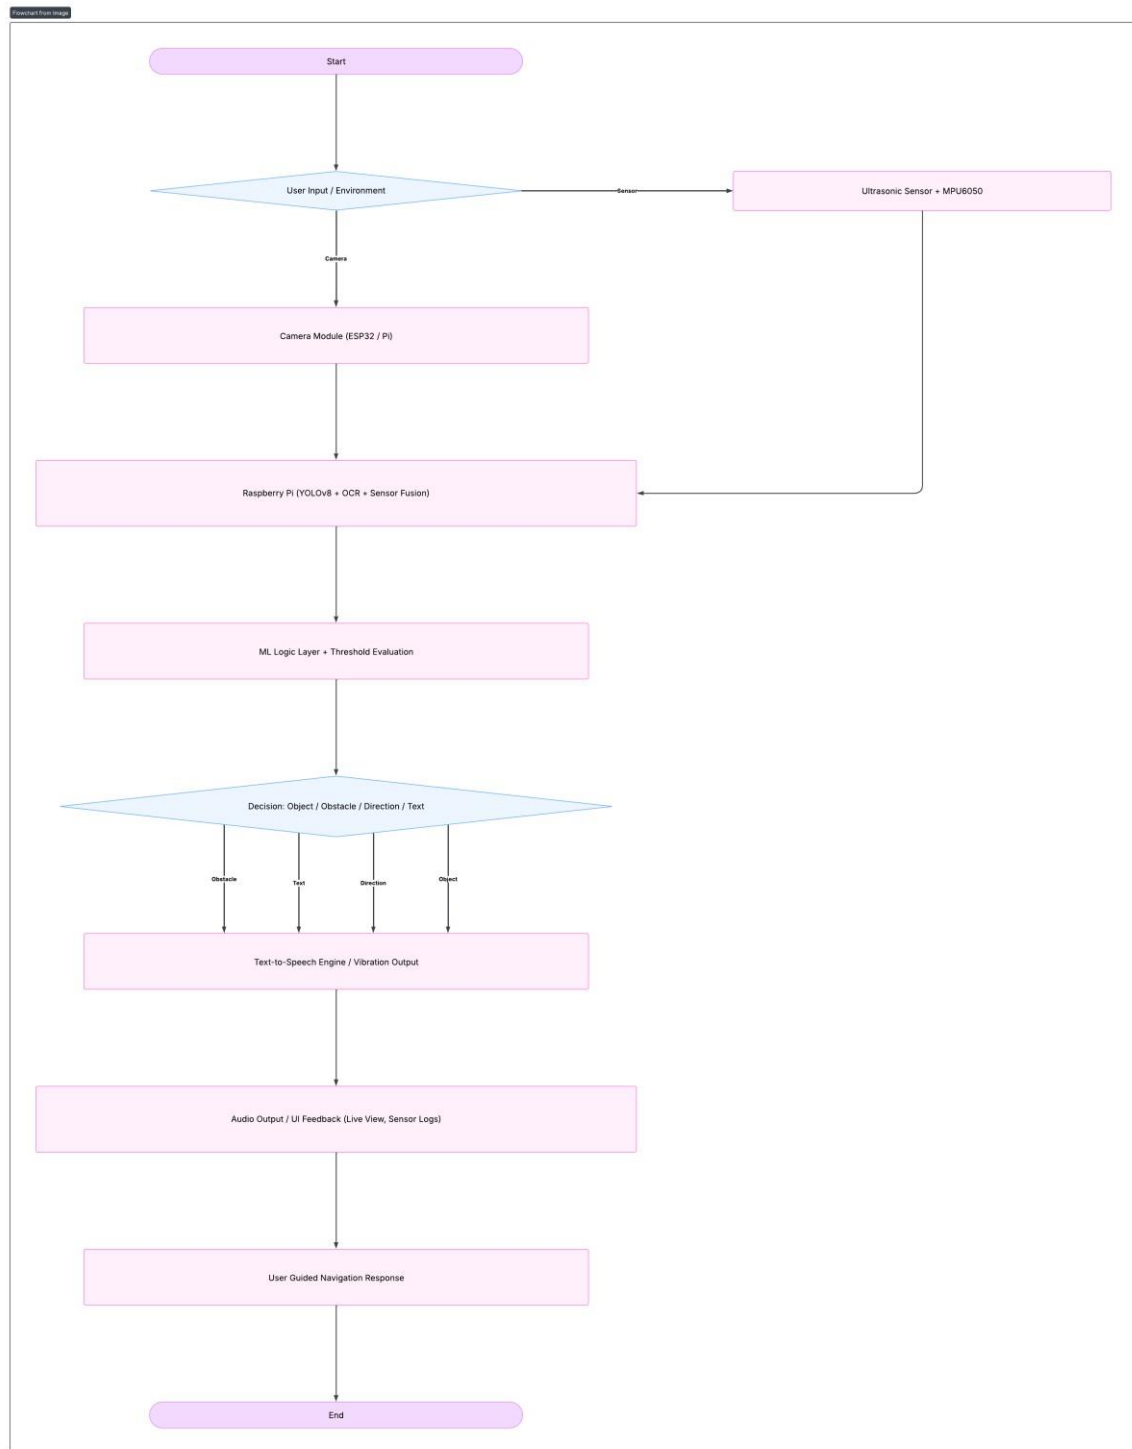 Flowchart from image
Start
User Input / Environment
Sensor
Ultrasonic Sensor + MPU6050
Camera
Camera Module (ESP32 / Pi)
Raspberry Pi (YOLOv8 + OCR + Sensor Fusion)
ML Logic Layer + Threshold Evaluation
Decision: Object / Obstacle / Direction / Text
Obstacle
Text
Direction
Object
Text-to-Speech Engine / Vibration Output
Audio Output / UI Feedback (Live View, Sensor Logs)
User Guided Navigation Response
End